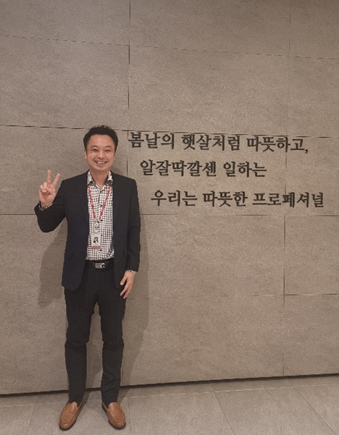 봄날의 햇살처럼 따뜻하고,
알잘딱깔센 일하는
우리는 따뜻한 프로페셔널